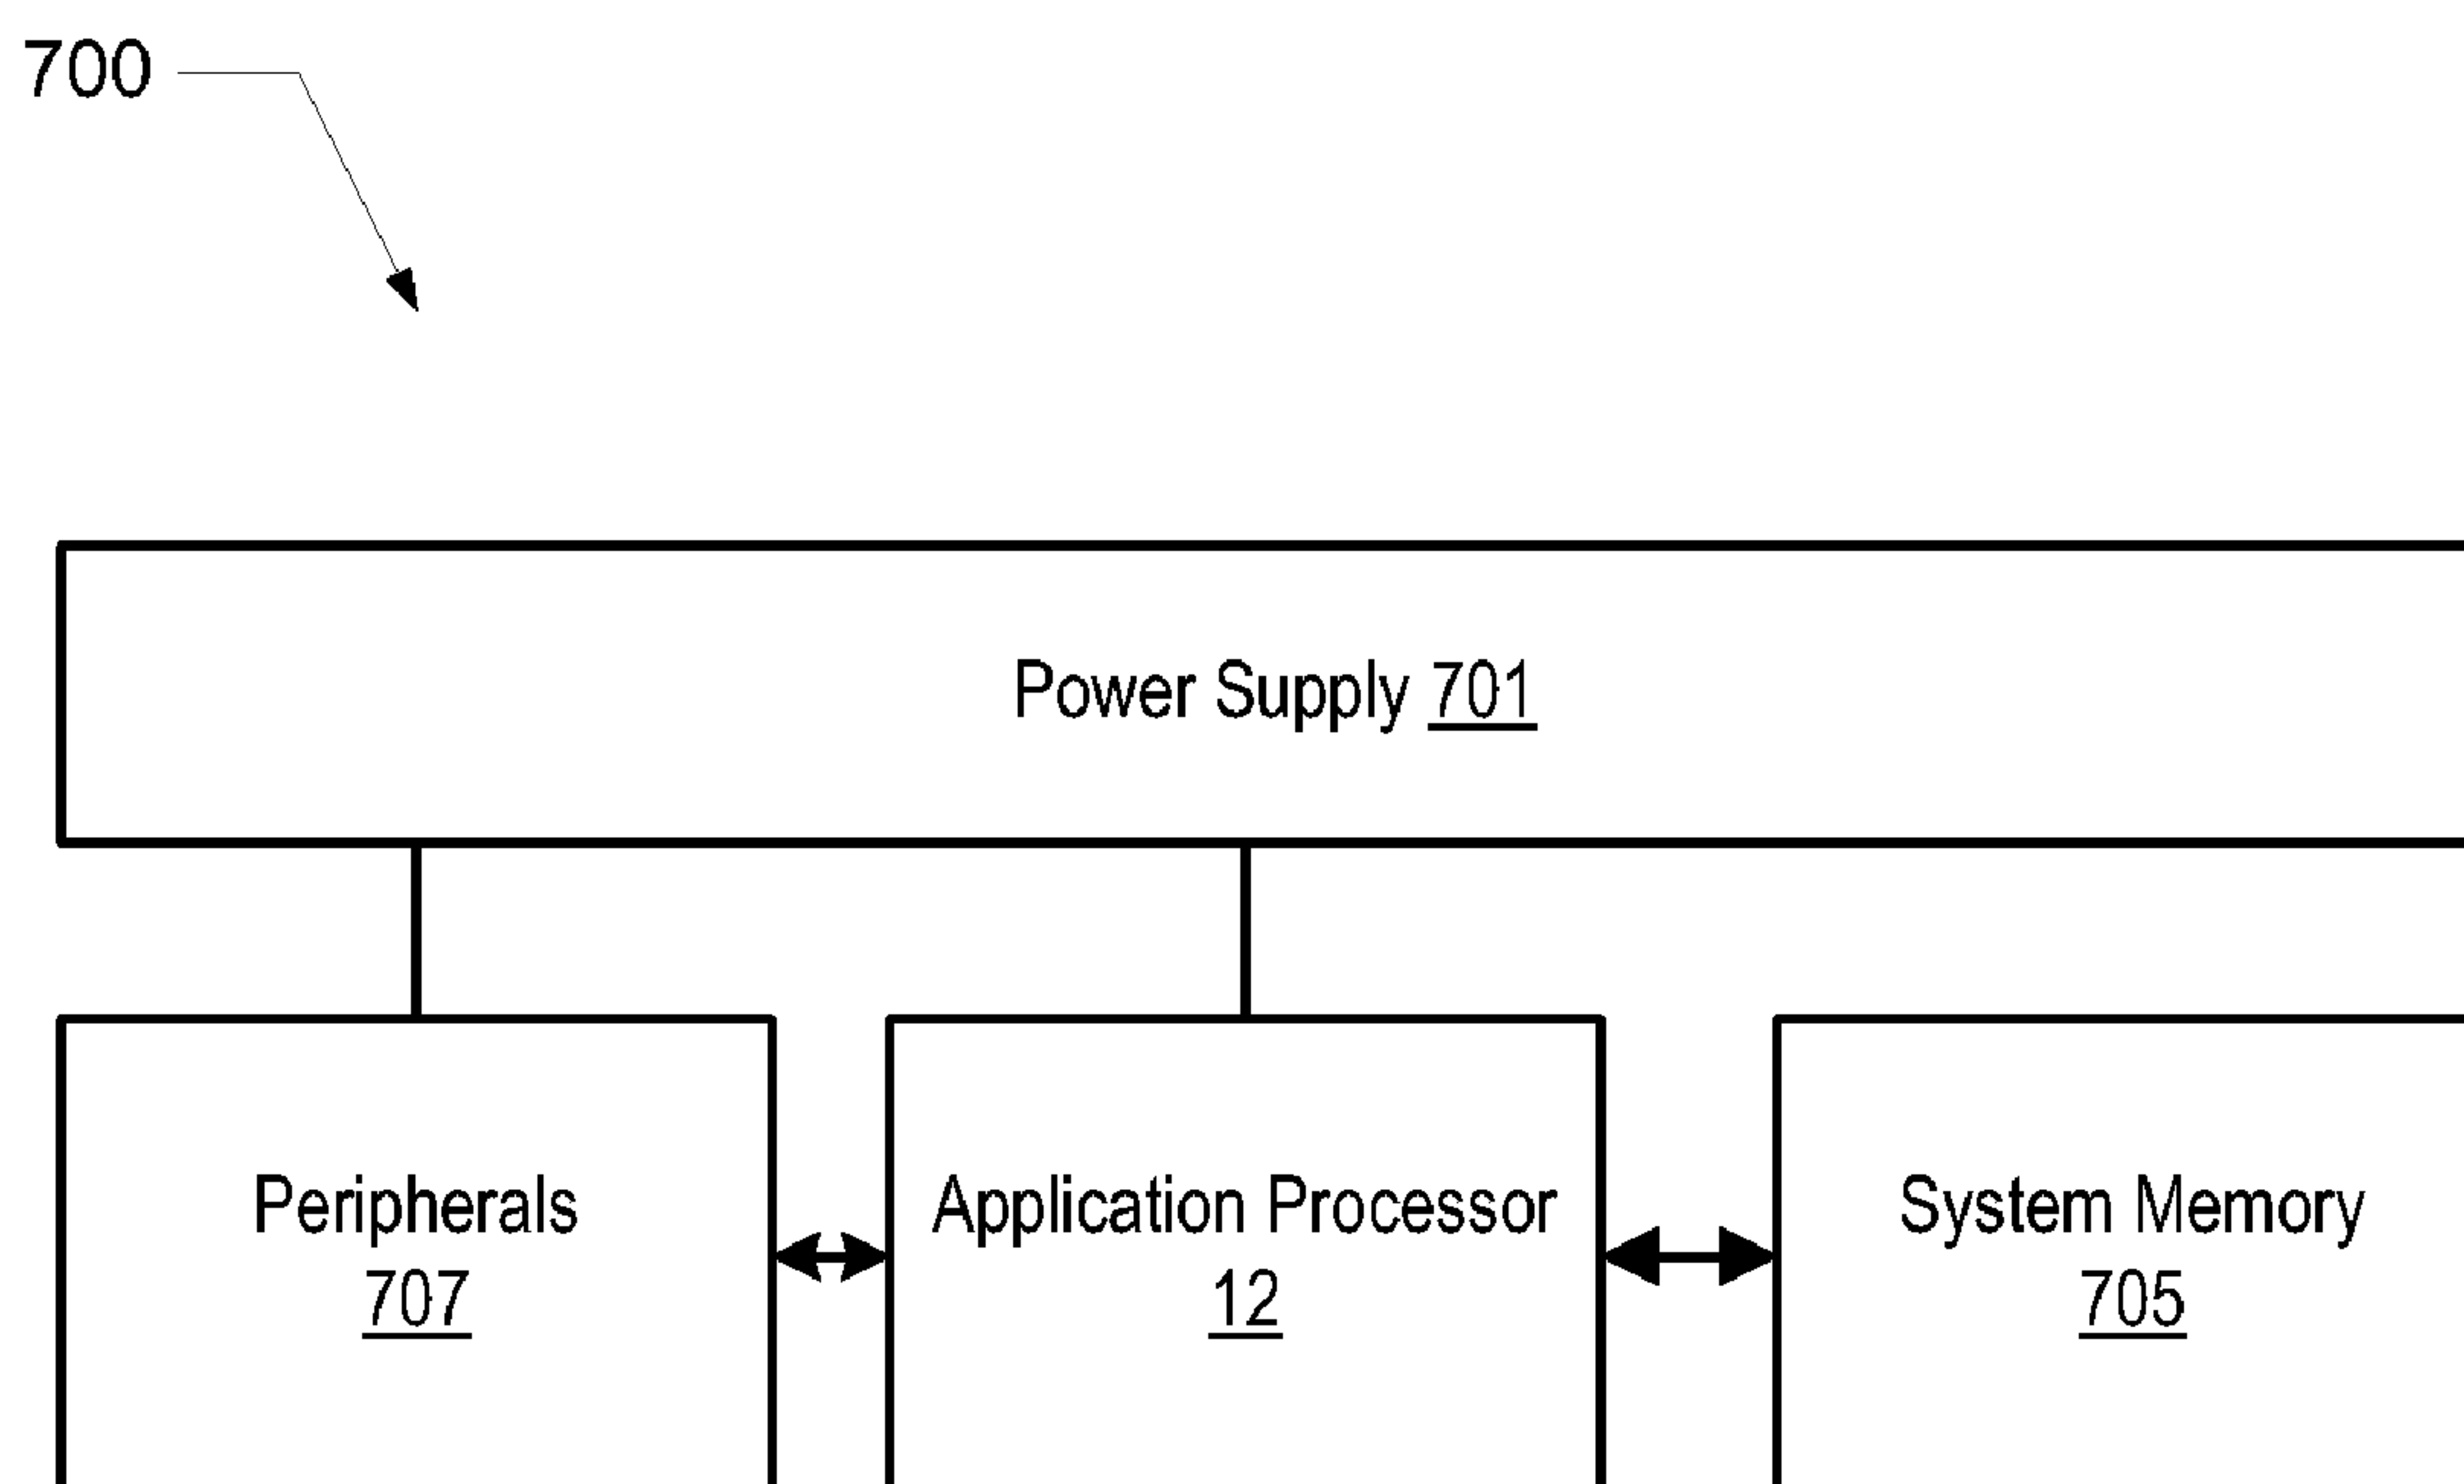 700
Power Supply 701
Peripherals
707
Application Processor
12
System Memory
705